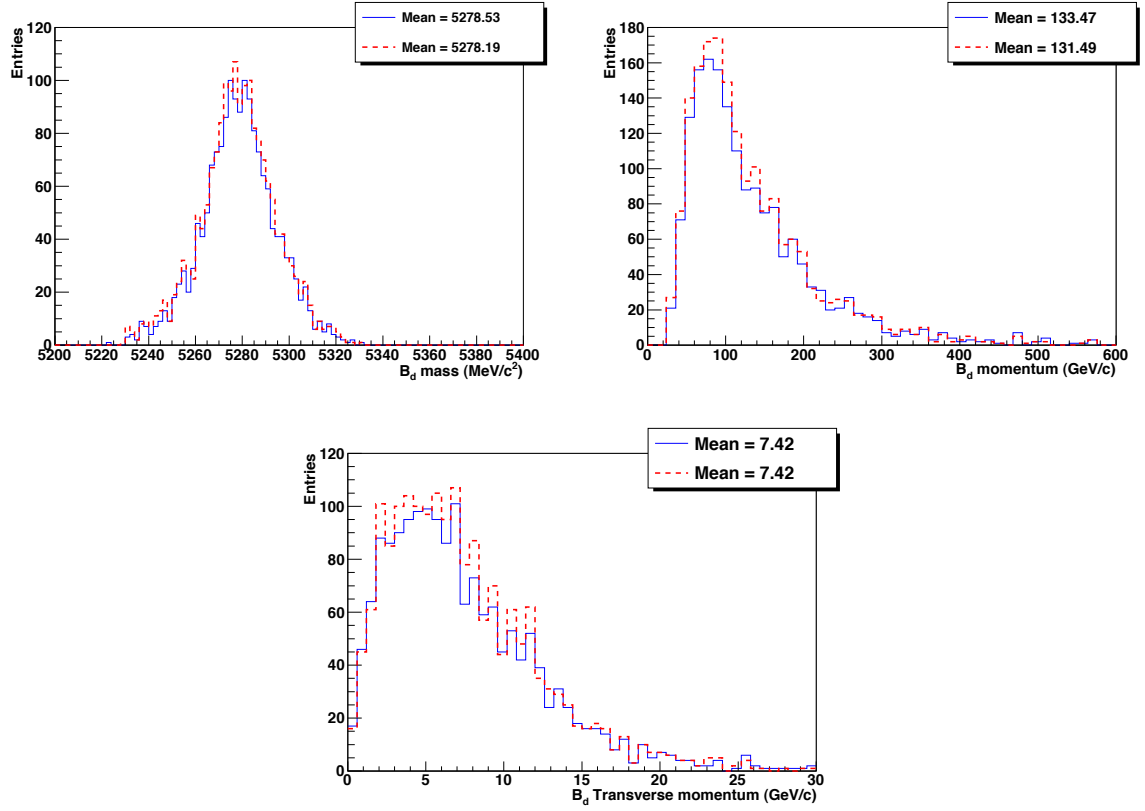 Entries
120
100
80
60
40
20
0
Mean = 5278.53
Mean = 5278.19
5200 5220 5240 5260 5280 5300 5320 5340 5360 5380 5400
B_d mass (MeV/c²)
Entries
180
160
140
120
100
80
60
40
20
0
Mean = 133.47
Mean = 131.49
0 100 200 300 400 500 600
B_d momentum (GeV/c)
Entries
120
100
80
60
40
20
0
Mean = 7.42
Mean = 7.42
0 5 10 15 20 25 30
B_d Transverse momentum (GeV/c)